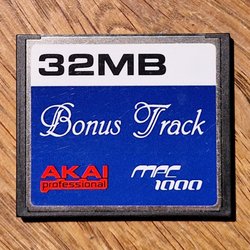 32MB
Bonus Track
AKAI MPC
professional 1000